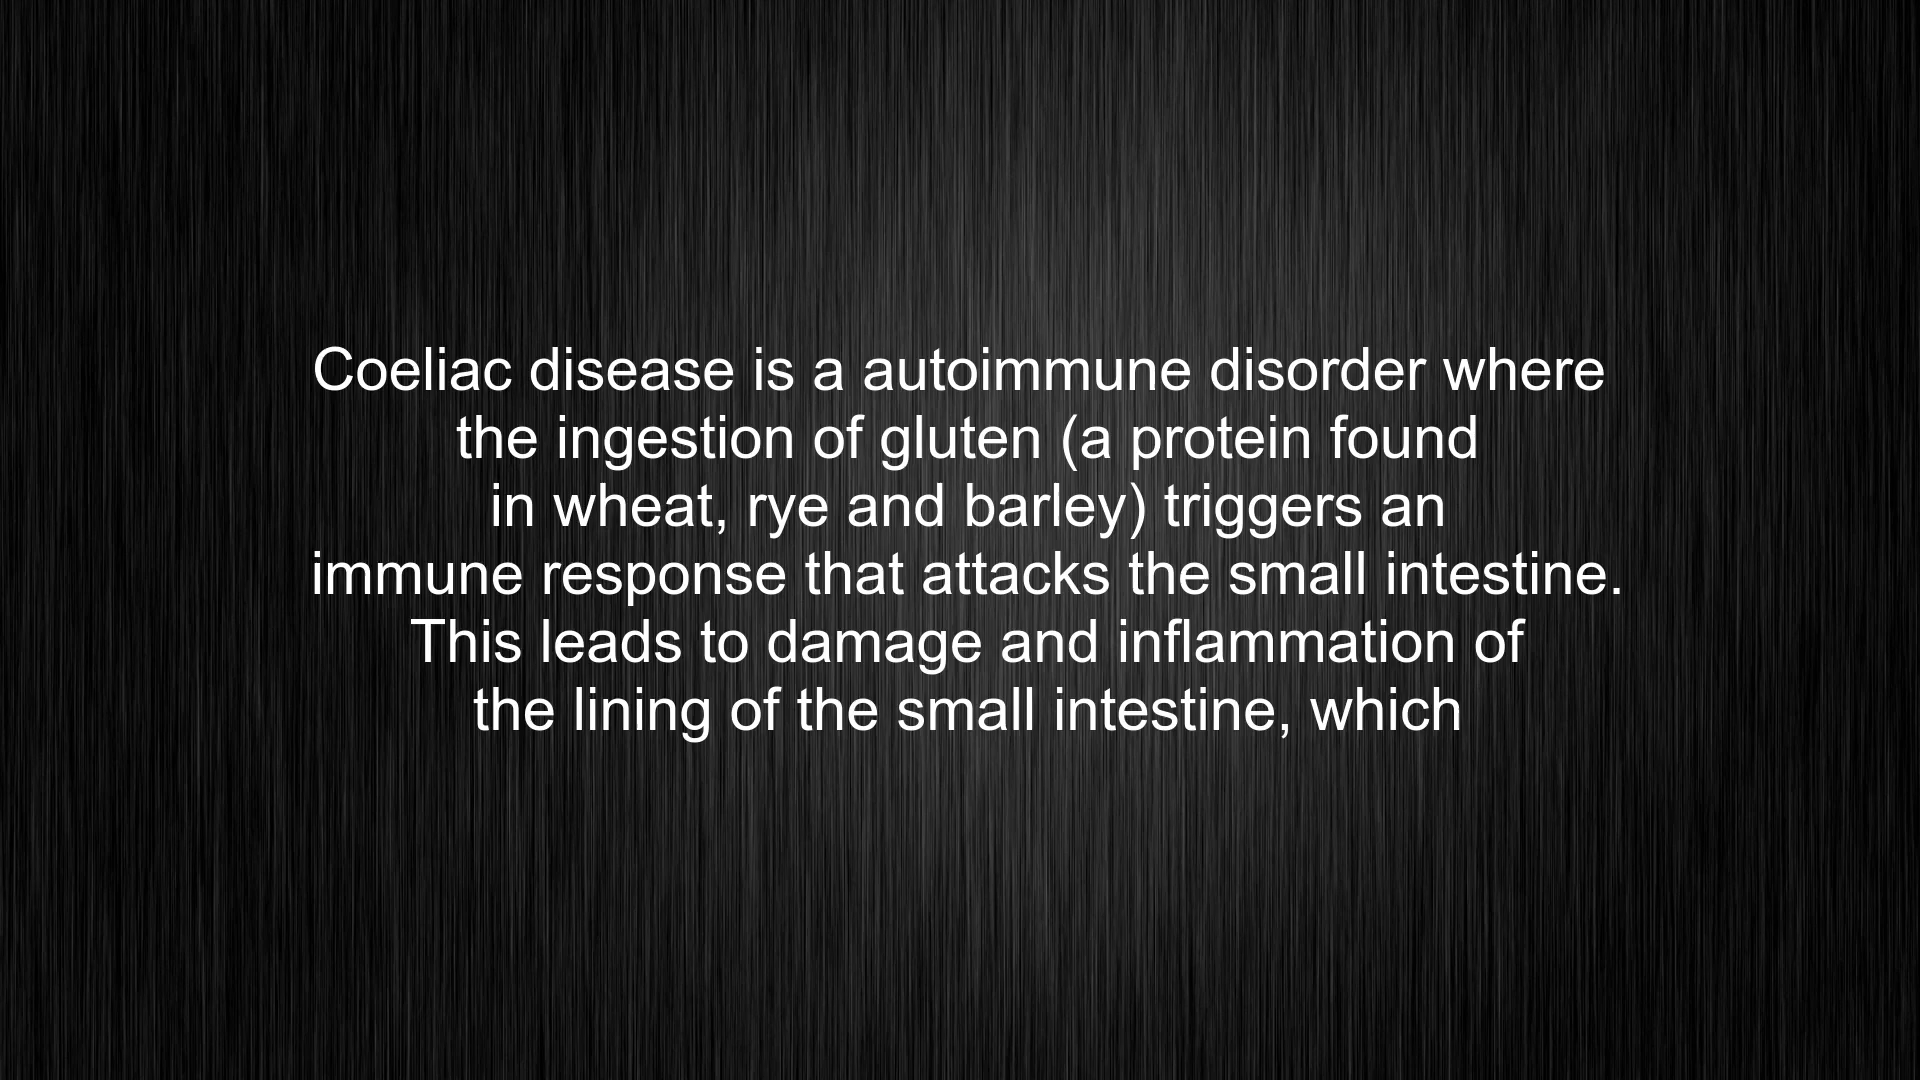 Coeliac disease is a autoimmune disorder where
the ingestion of gluten (a protein found
in wheat, rye and barley) triggers an
immune response that attacks the small intestine.
This leads to damage and inflammation of
the lining of the small intestine, which